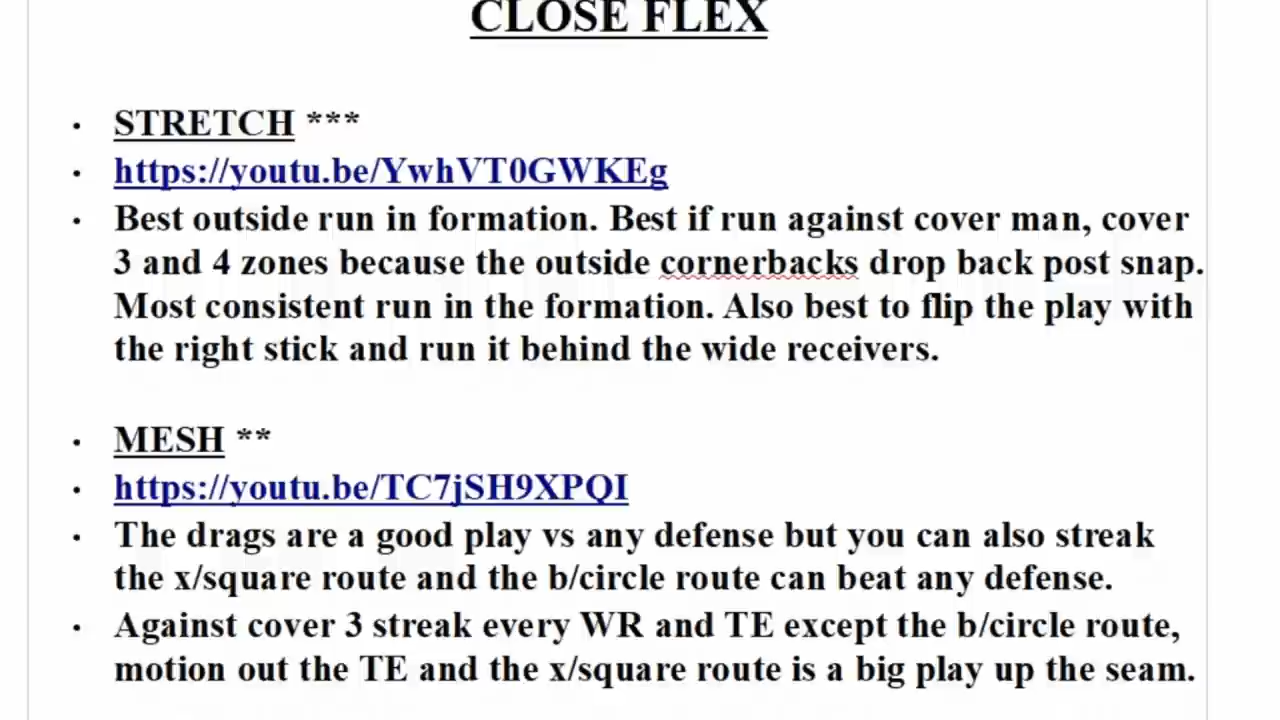 CLOSE FLEX
• STRETCH ***
• https://youtu.be/YwhVT0GWKEg
• Best outside run in formation. Best if run against cover man, cover
3 and 4 zones because the outside cornerbacks drop back post snap.
Most consistent run in the formation. Also best to flip the play with
the right stick and run it behind the wide receivers.
• MESH **
• https://youtu.be/TC7jSH9XPQI
• The drags are a good play vs any defense but you can also streak
the x/square route and the b/circle route can beat any defense.
• Against cover 3 streak every WR and TE except the b/circle route,
motion out the TE and the x/square route is a big play up the seam.